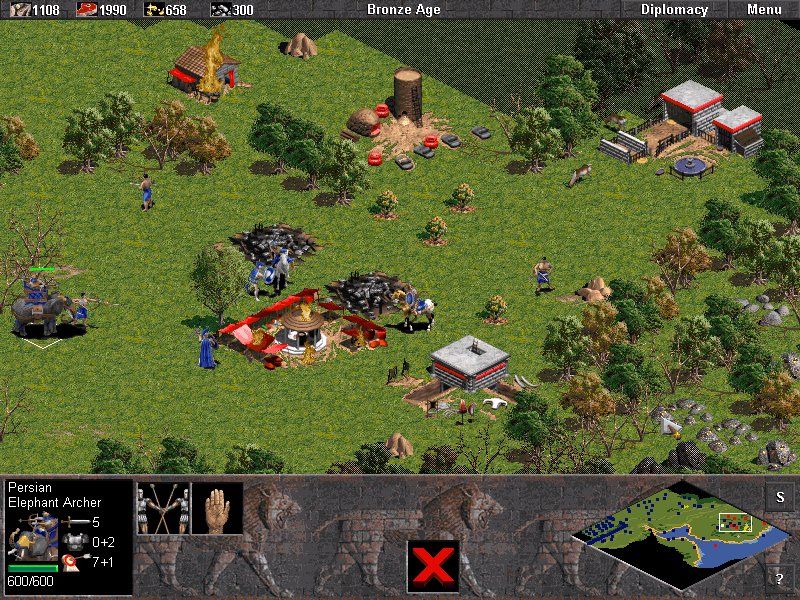 1108 1990 658 300 Bronze Age Diplomacy Menu
Persian
Elephant Archer
5
0+2
7+1
600/600
S
?